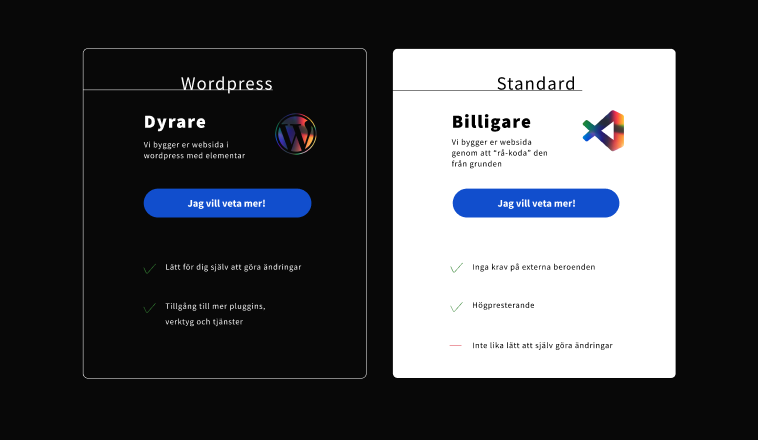 Wordpress
Dyrare
Vi bygger er websida i
wordpress med elementar
Jag vill veta mer!
Lätt för dig själv att göra ändringar
Tillgång till mer pluggins,
verktyg och tjänster
Standard
Billigare
Vi bygger er websida
genom att “rå-koda” den
från grunden
Jag vill veta mer!
Inga krav på externa beroenden
Högpresterande
Inte lika lätt att själv göra ändringar